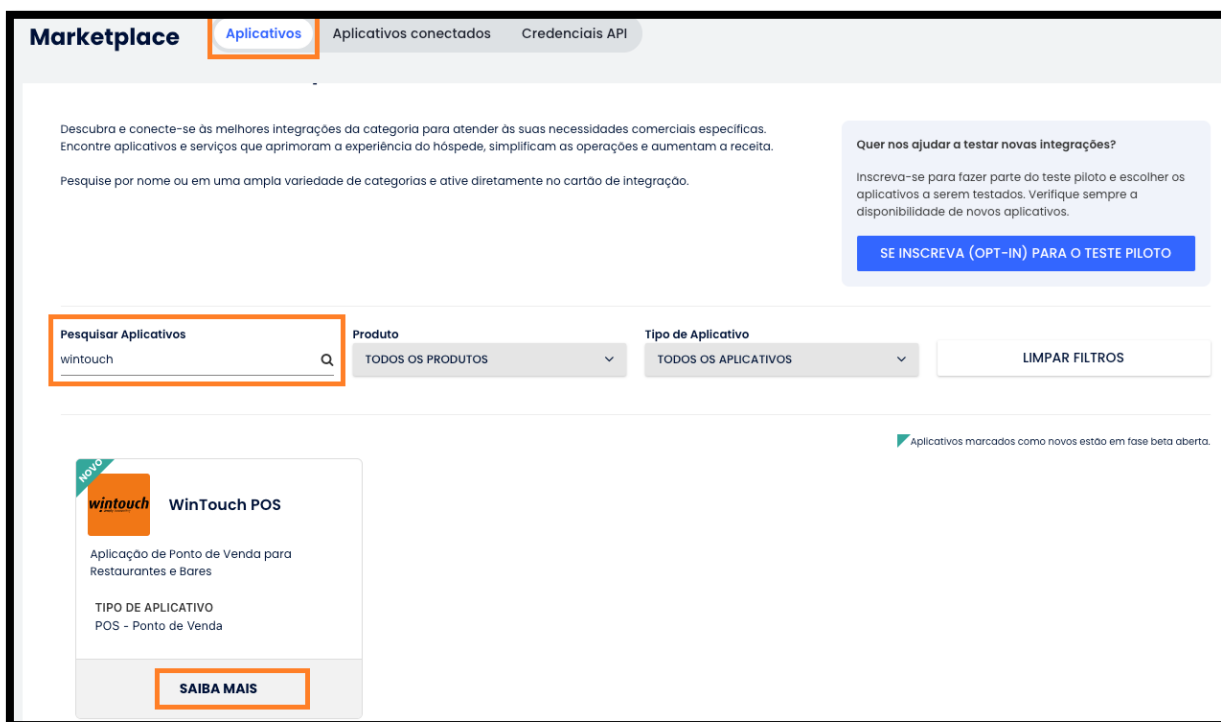 Marketplace
Aplicativos
Aplicativos conectados
Credenciais API
Descubra e conecte-se às melhores integrações da categoria para atender às suas necessidades comerciais específicas.
Encontre aplicativos e serviços que aprimoram a experiência do hóspede, simplificam as operações e aumentam a receita.
Pesquise por nome ou em uma ampla variedade de categorias e ative diretamente no cartão de integração.
Quer nos ajudar a testar novas integrações?
Inscreva-se para fazer parte do teste piloto e escolher os
aplicativos a serem testados. Verifique sempre a
disponibilidade de novos aplicativos.
SE INSCREVA (OPT-IN) PARA O TESTE PILOTO
Pesquisar Aplicativos
wintouch
Produto
TODOS OS PRODUTOS
Tipo de Aplicativo
TODOS OS APLICATIVOS
LIMPAR FILTROS
Aplicativos marcados como novos estão em fase beta aberta.
NOVO
wintouch
WinTouch POS
Aplicação de Ponto de Venda para
Restaurantes e Bares
TIPO DE APLICATIVO
POS - Ponto de Venda
SAIBA MAIS